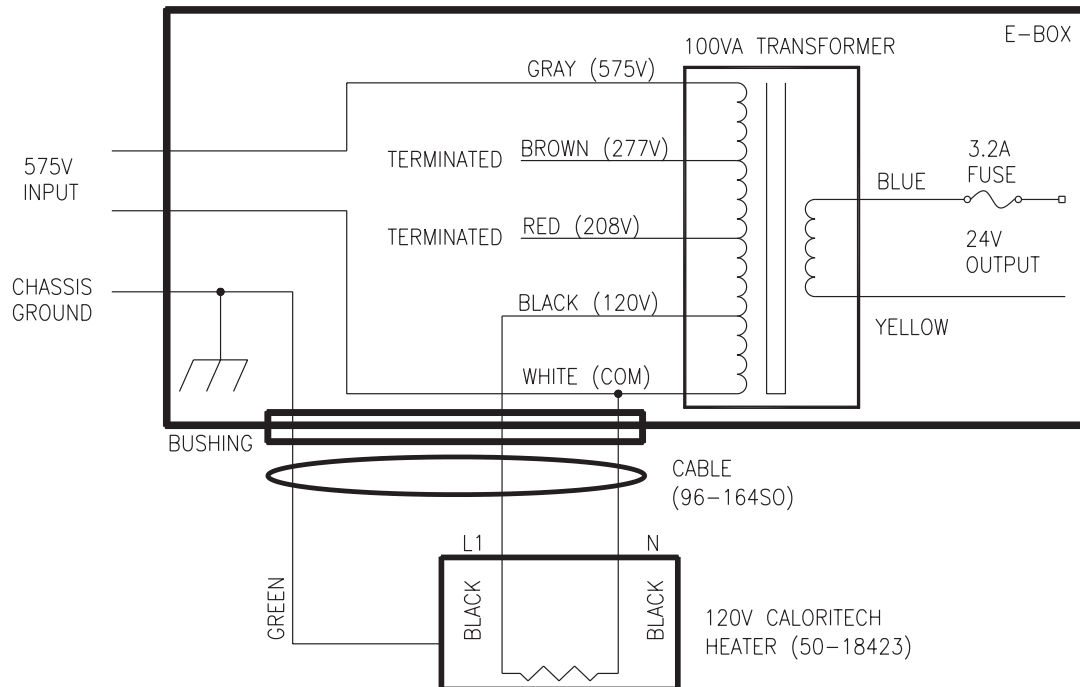 E-BOX
100VA TRANSFORMER
GRAY (575V)
575V
INPUT
TERMINATED
BROWN (277V)
3.2A
FUSE
BLUE
TERMINATED
RED (208V)
24V
OUTPUT
CHASSIS
GROUND
BLACK (120V)
YELLOW
WHITE (COM)
BUSHING
CABLE
(96-164SO)
L1
N
GREEN
BLACK
BLACK
120V CALORITECH
HEATER (50-18423)